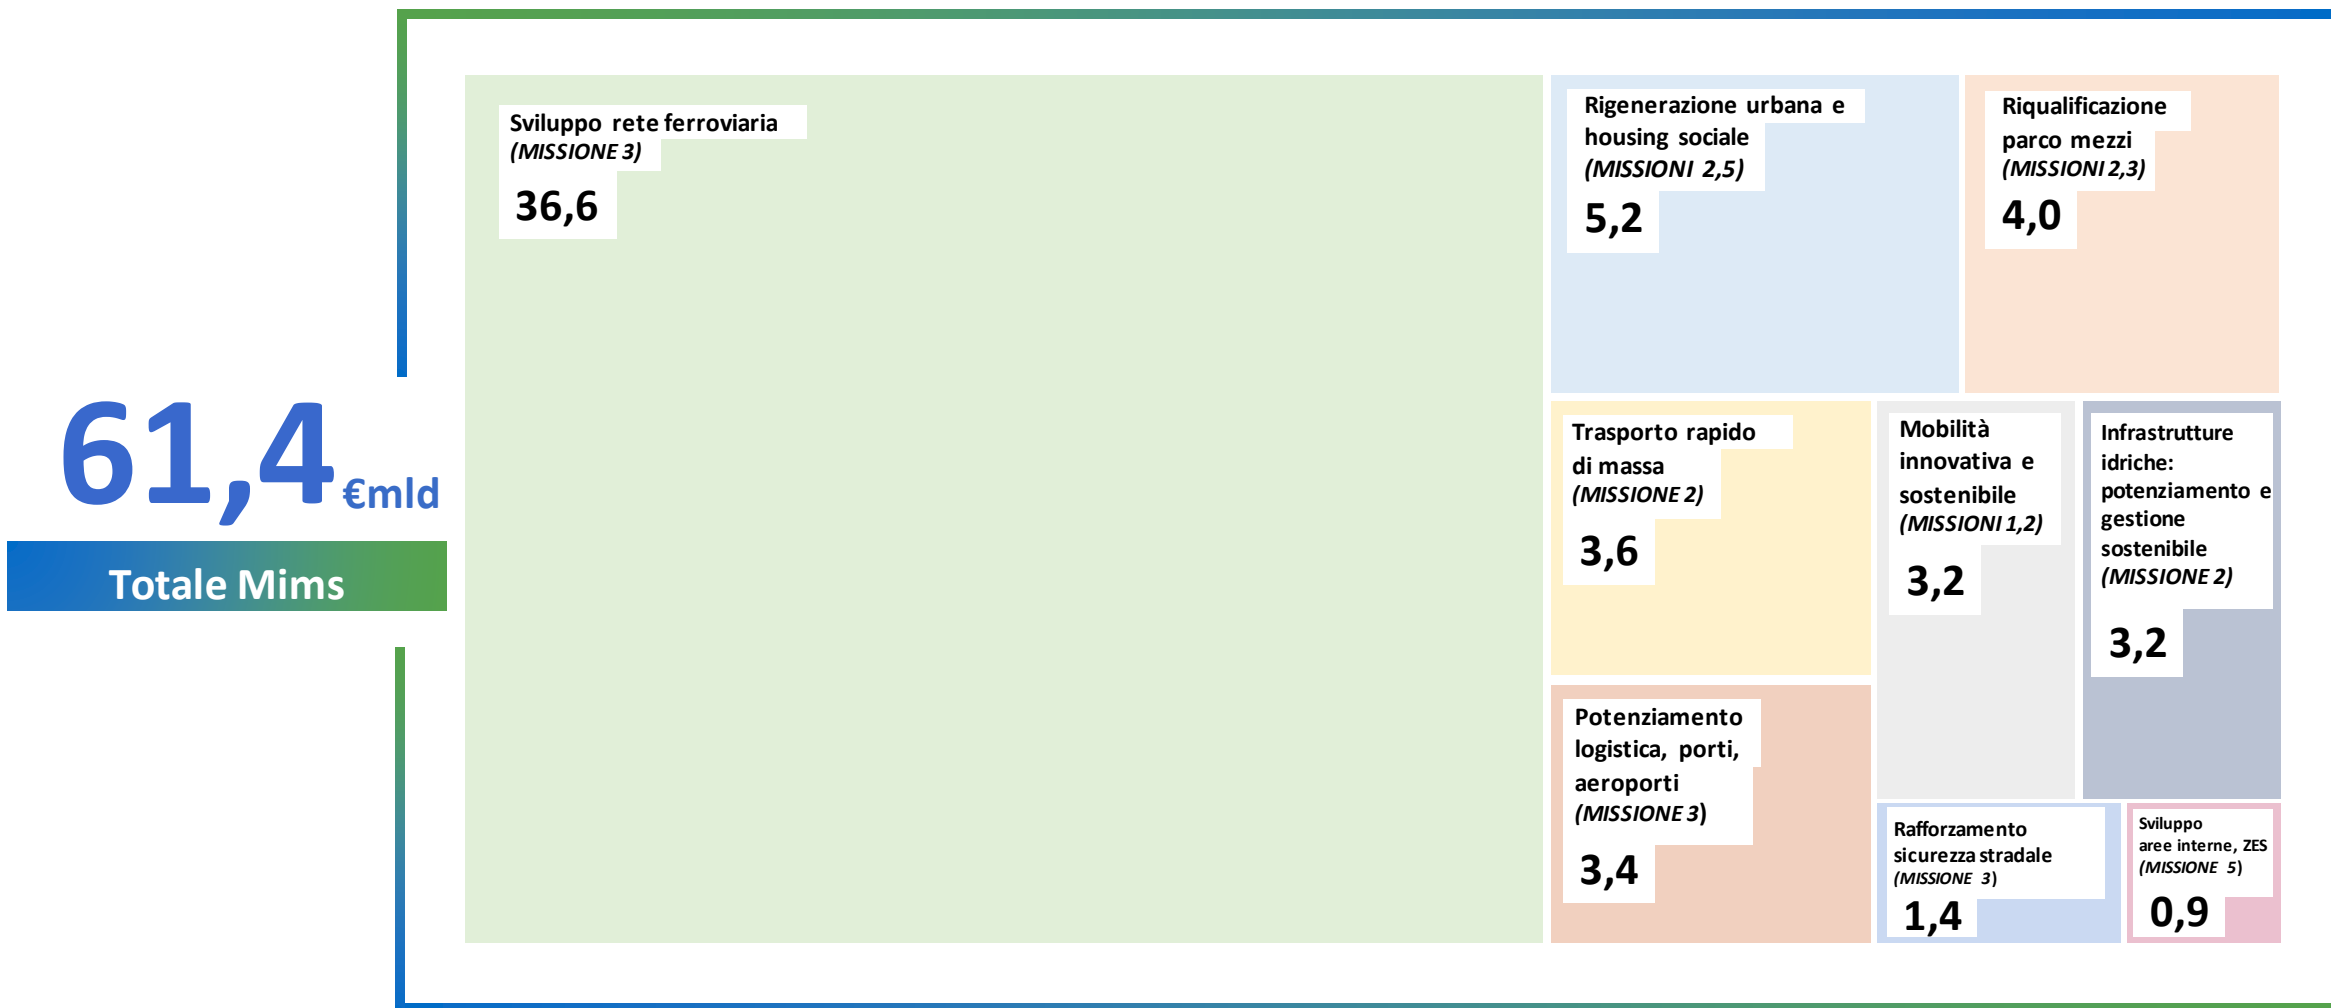 61,4 €mld
Totale Mims
Sviluppo rete ferroviaria
(MISSIONE 3)
36,6
Rigenerazione urbana e
housing sociale
(MISSIONI 2,5)
5,2
Riqualificazione
parco mezzi
(MISSIONI 2,3)
4,0
Trasporto rapido
di massa
(MISSIONE 2)
3,6
Mobilità
innovativa e
sostenibile
(MISSIONI 1,2)
3,2
Infrastrutture
idriche:
potenziamento e
gestione
sostenibile
(MISSIONE 2)
3,2
Potenziamento
logistica, porti,
aeroporti
(MISSIONE 3)
3,4
Rafforzamento
sicurezza stradale
(MISSIONE 3)
1,4
Sviluppo
aree interne, ZES
(MISSIONE 5)
0,9